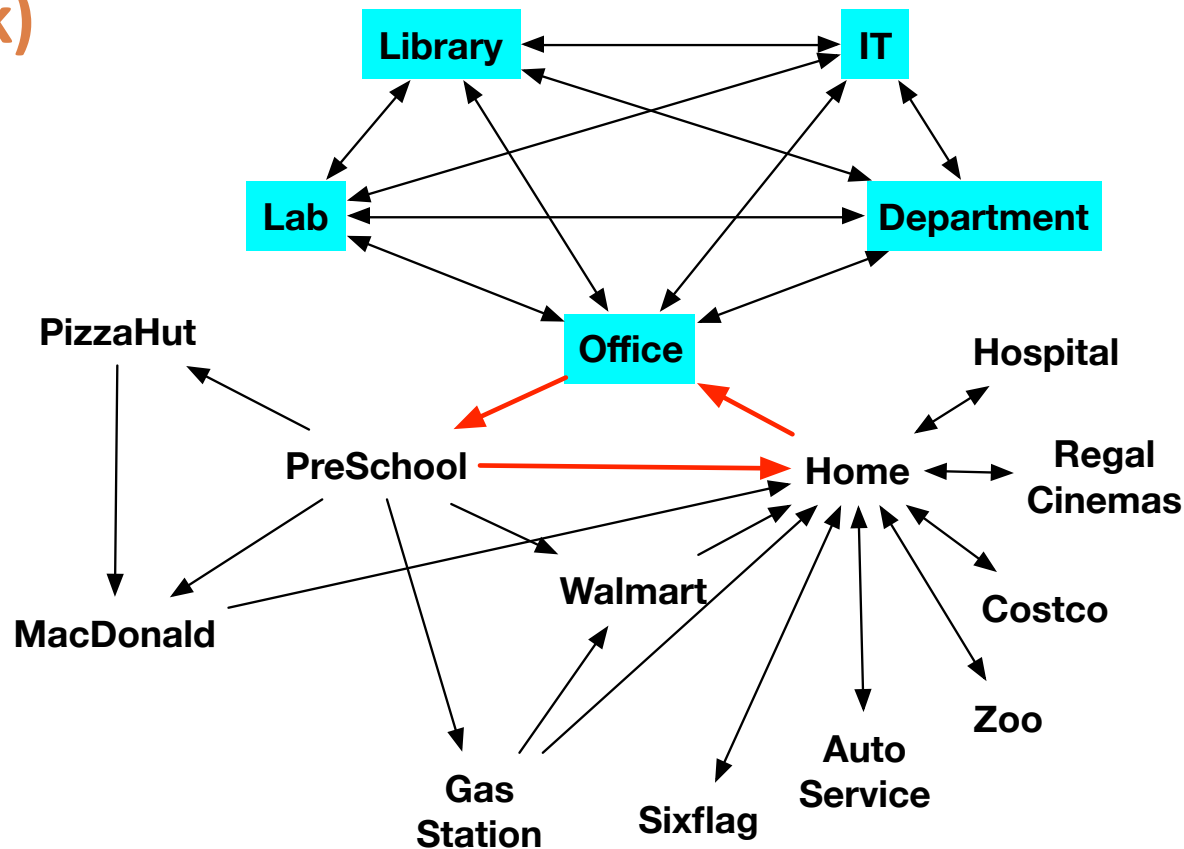 k)
Library
IT
Lab
Department
PizzaHut
Office
Hospital
PreSchool
Home
Regal
Cinemas
Walmart
Costco
MacDonald
Zoo
Auto
Service
Gas
Station
Sixflag